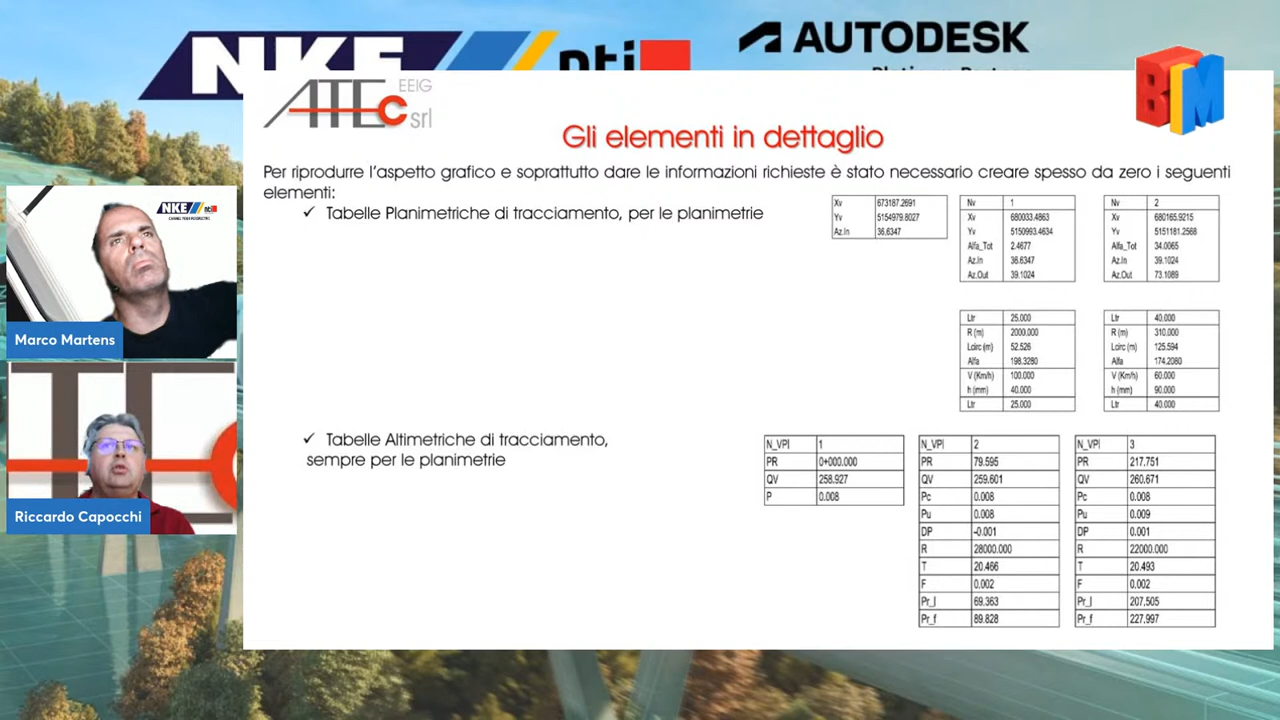 NKE
nti
AUTODESK
ATEc
EEIG
srl
BIM
Gli elementi in dettaglio
Per riprodurre l'aspetto grafico e soprattutto dare le informazioni richieste è stato necessario creare spesso da zero i seguenti
elementi:
✓ Tabelle Planimetriche di tracciamento, per le planimetrie
Xv 673187.2691
Yv 5154979.8027
Az.In 36.6347
Nv 1
Xv 680033.4863
Yv 5150993.4634
Alfa_Tot 2.4677
Az.In 36.6347
Az.Out 39.1024
Nv 2
Xv 680165.9215
Yv 5151181.2568
Alfa_Tot 34.0065
Az.In 39.1024
Az.Out 73.1089
Ltr 25.000
R (m) 2000.000
Lcirc (m) 52.526
Alfa 198.3280
V (Km/h) 100.000
h (mm) 40.000
Ltr 25.000
Ltr 40.000
R (m) 310.000
Lcirc (m) 125.594
Alfa 174.2080
V (Km/h) 60.000
h (mm) 90.000
Ltr 40.000
✓ Tabelle Altimetriche di tracciamento,
sempre per le planimetrie
N_VPI 1
PR 0+000.000
QV 258.927
P 0.008
N_VPI 2
PR 79.595
QV 259.601
Pc 0.008
Pu 0.008
DP -0.001
R 28000.000
T 20.466
F 0.002
Pr_I 69.363
Pr_f 89.828
N_VPI 3
PR 217.751
QV 260.671
Pc 0.008
Pu 0.009
DP 0.001
R 22000.000
T 20.493
F 0.002
Pr_I 207.505
Pr_f 227.997
NKE nti
Marco Martens
Riccardo Capocchi